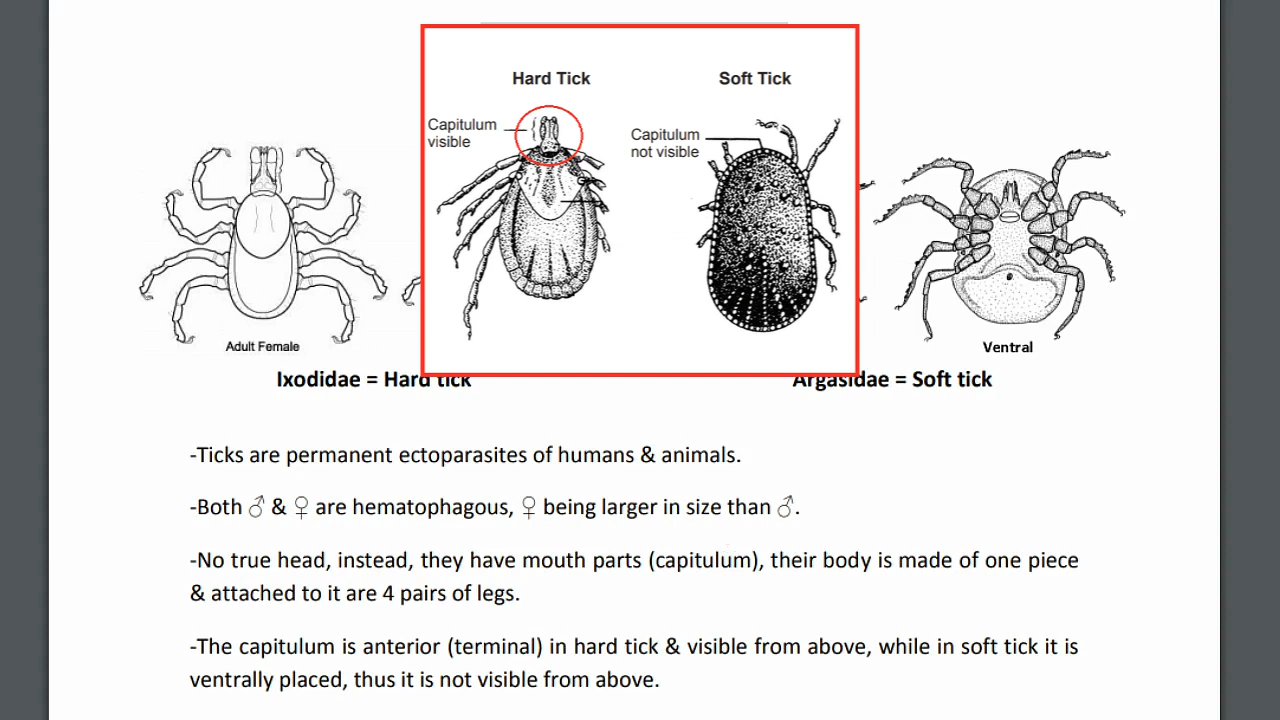 Hard Tick
Soft Tick
Capitulum
visible
Capitulum
not visible
Adult Female
Ventral
Ixodidae = Hard tick
Argasidae = Soft tick
-Ticks are permanent ectoparasites of humans & animals.
-Both ♂ & ♀ are hematophagous, ♀ being larger in size than ♂.
-No true head, instead, they have mouth parts (capitulum), their body is made of one piece
& attached to it are 4 pairs of legs.
-The capitulum is anterior (terminal) in hard tick & visible from above, while in soft tick it is
ventrally placed, thus it is not visible from above.